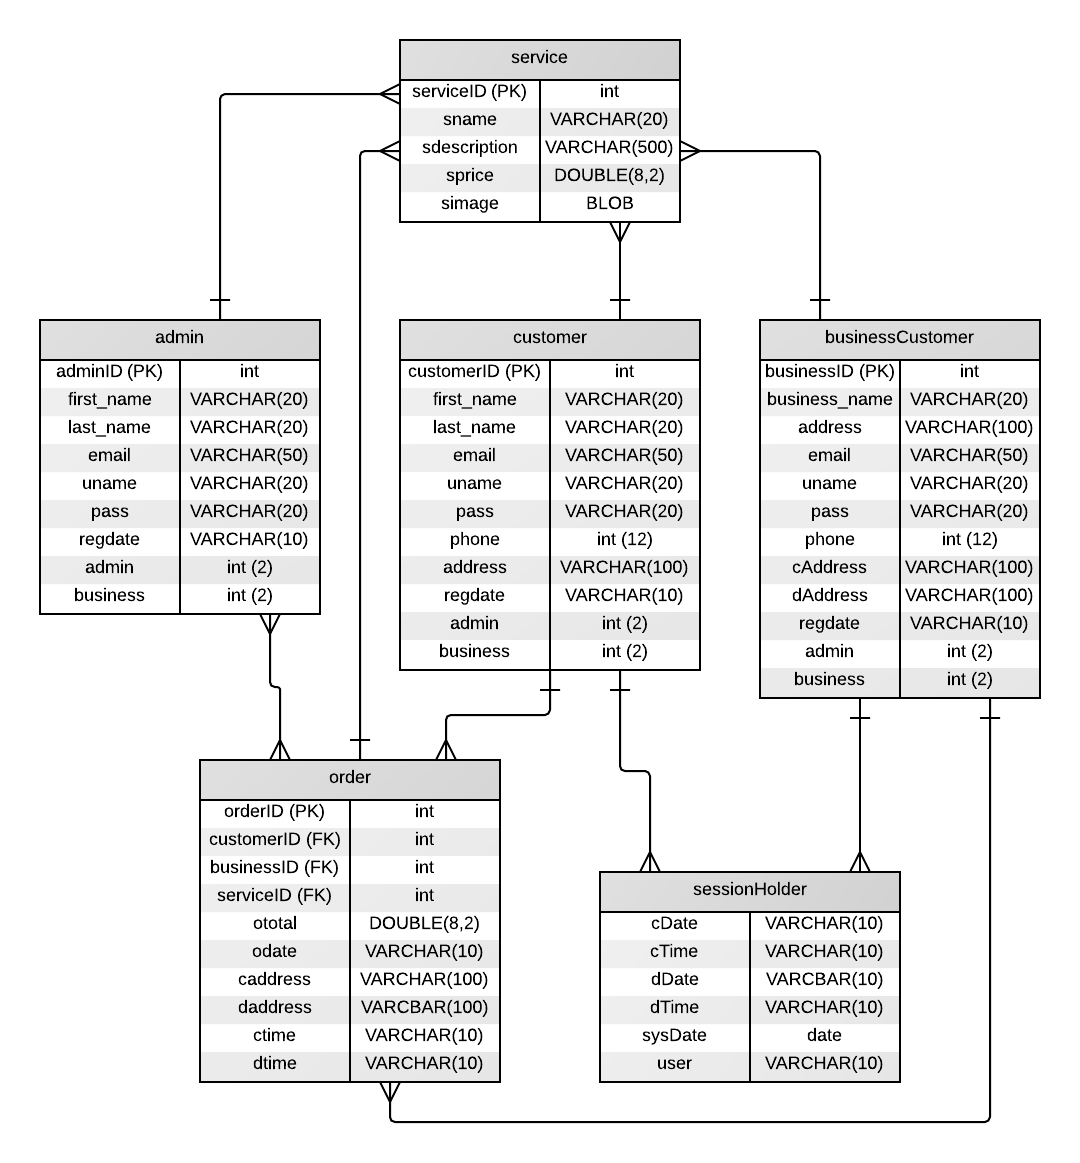 service
serviceID (PK) int
sname VARCHAR(20)
sdescription VARCHAR(500)
sprice DOUBLE(8,2)
simage BLOB
admin
adminID (PK) int
first_name VARCHAR(20)
last_name VARCHAR(20)
email VARCHAR(50)
uname VARCHAR(20)
pass VARCHAR(20)
regdate VARCHAR(10)
admin int (2)
business int (2)
customer
customerID (PK) int
first_name VARCHAR(20)
last_name VARCHAR(20)
email VARCHAR(50)
uname VARCHAR(20)
pass VARCHAR(20)
phone int (12)
address VARCHAR(100)
regdate VARCHAR(10)
admin int (2)
business int (2)
businessCustomer
businessID (PK) int
business_name VARCHAR(20)
address VARCHAR(100)
email VARCHAR(50)
uname VARCHAR(20)
pass VARCHAR(20)
phone int (12)
cAddress VARCHAR(100)
dAddress VARCHAR(100)
regdate VARCHAR(10)
admin int (2)
business int (2)
order
orderID (PK) int
customerID (FK) int
businessID (FK) int
serviceID (FK) int
ototal DOUBLE(8,2)
odate VARCHAR(10)
caddress VARCHAR(100)
daddress VARCBAR(100)
ctime VARCHAR(10)
dtime VARCHAR(10)
sessionHolder
cDate VARCHAR(10)
cTime VARCHAR(10)
dDate VARCBAR(10)
dTime VARCHAR(10)
sysDate date
user VARCHAR(10)